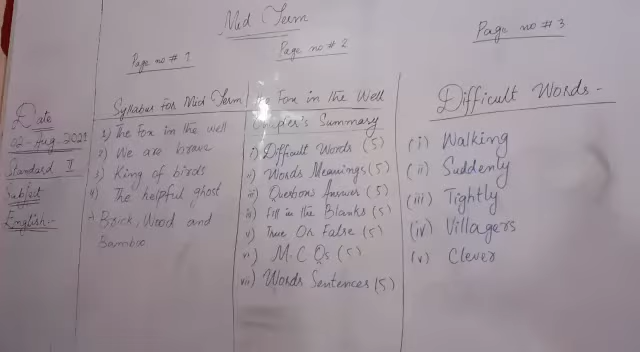 Mid Term
Page no # 1
Page no # 2
Page no # 3
Date
02-Aug-2023
Standard II
Subject
English:-
Syllabus for Mid Term
1) The Fox in the well
2) We are brave
3) King of birds
4) The helpful ghost
Brick, Wood and
Bamboo
Fox in the Well
Summary
i) Difficult Words (5)
ii) Words Meanings (5)
iii) Questions Answer (5)
iv) Fill in the Blanks (5)
v) True Or False (5)
vi) M.C.Qs (5)
vii) Words Sentences (5)
Difficult Words -
(i) Walking
(ii) Suddenly
(iii) Tightly
(iv) Villagers
(v) Clever